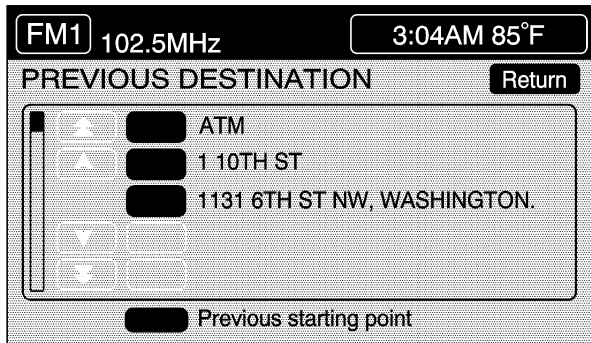 FM1 102.5MHz 3:04AM 85°F
PREVIOUS DESTINATION Return
ATM
1 10TH ST
1131 6TH ST NW, WASHINGTON.
Previous starting point